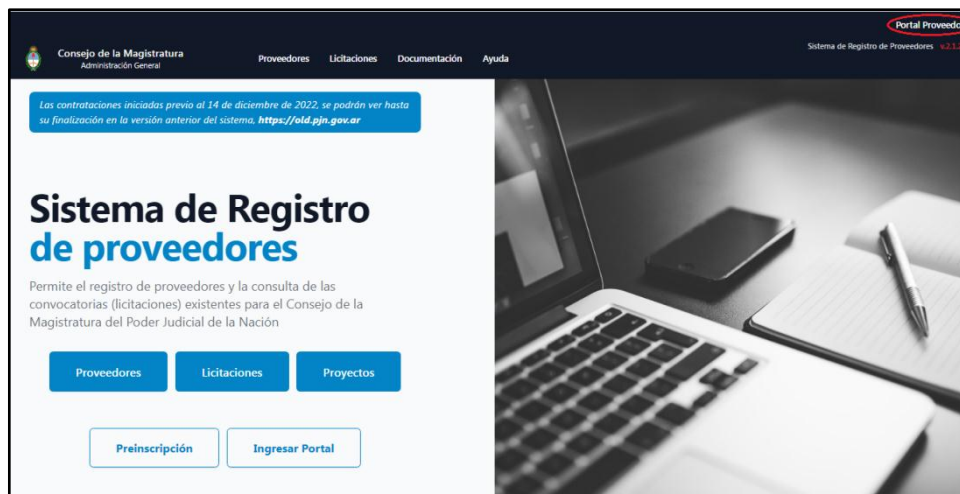 Portal Proveedo
Consejo de la Magistratura
Administración General
Proveedores Licitaciones Documentación Ayuda
Sistema de Registro de Proveedores v.2.1.2
Las contrataciones iniciadas previo al 14 de diciembre de 2022, se podrán ver hasta
su finalización en la versión anterior del sistema, https://old.pjn.gov.ar
Sistema de Registro
de proveedores
Permite el registro de proveedores y la consulta de las
convocatorias (licitaciones) existentes para el Consejo de la
Magistratura del Poder Judicial de la Nación
Proveedores Licitaciones Proyectos
Preinscripción Ingresar Portal